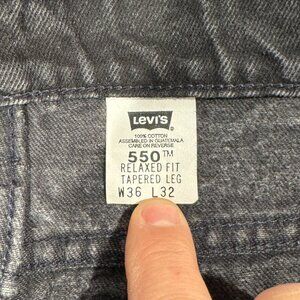 LEVI'S
100% COTTON
ASSEMBLED IN GUATEMALA
CARE ON REVERSE
550™
RELAXED FIT
TAPERED LEG
W36 L32